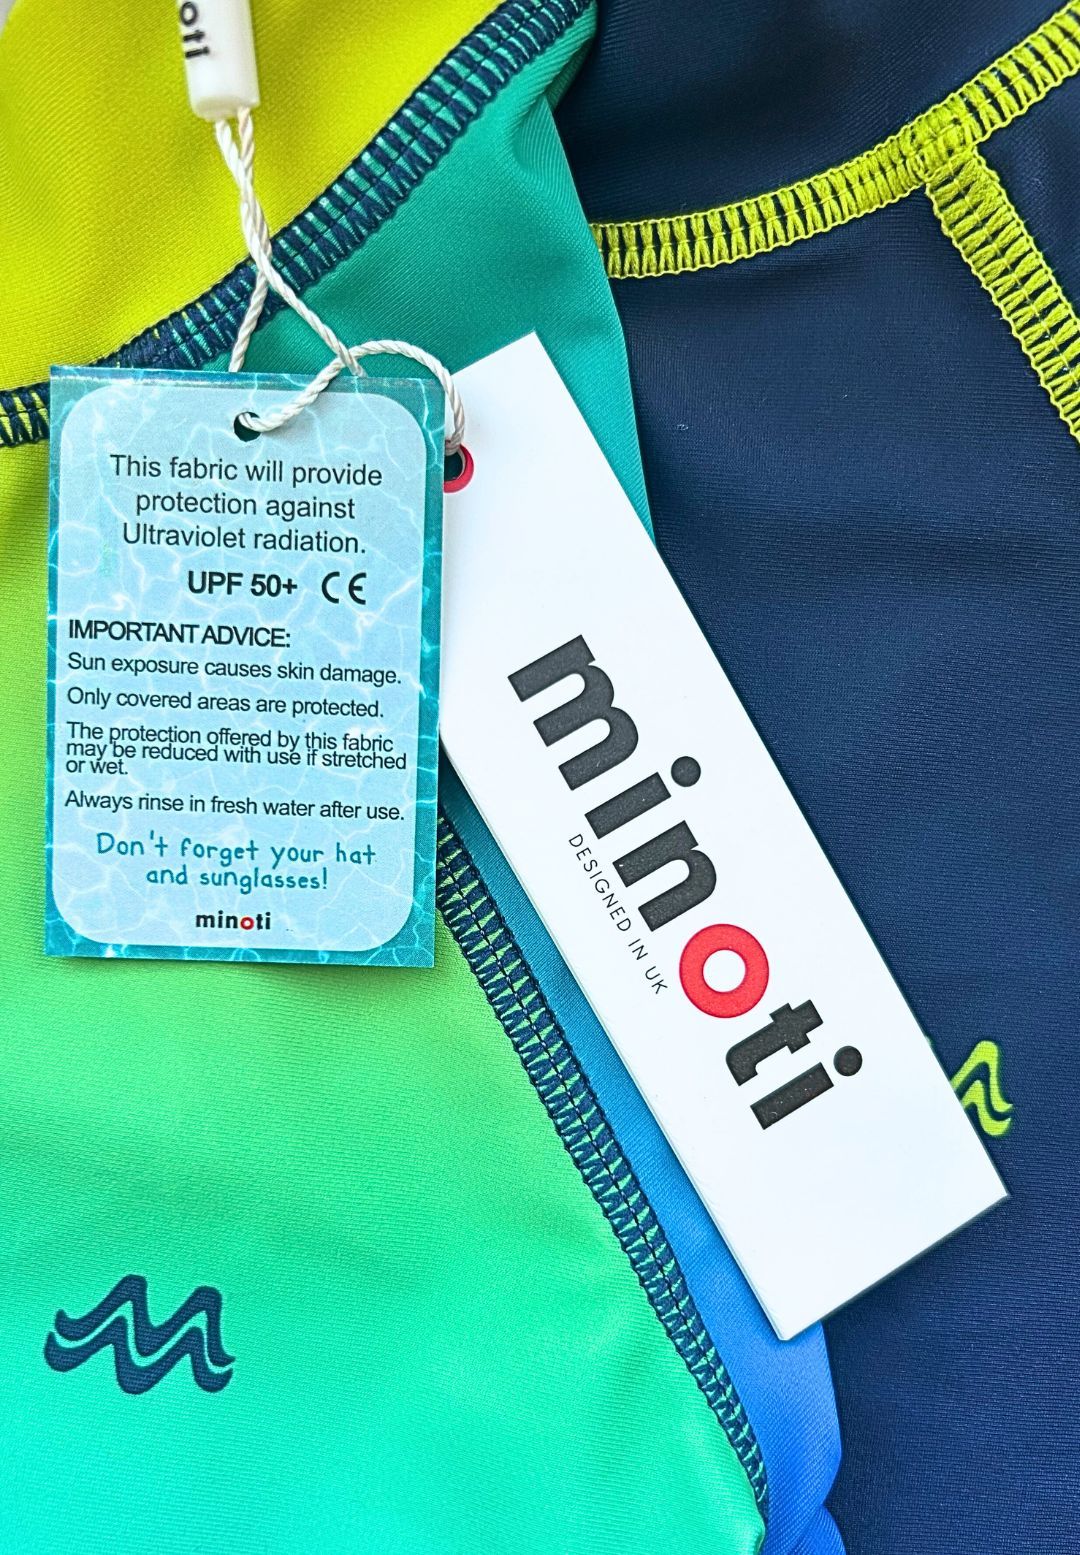 oti
This fabric will provide
protection against
Ultraviolet radiation.
UPF 50+ CE
IMPORTANT ADVICE:
Sun exposure causes skin damage.
Only covered areas are protected.
The protection offered by this fabric
may be reduced with use if stretched
or wet.
Always rinse in fresh water after use.
Don't forget your hat
and sunglasses!
minoti
minoti
DESIGNED IN UK